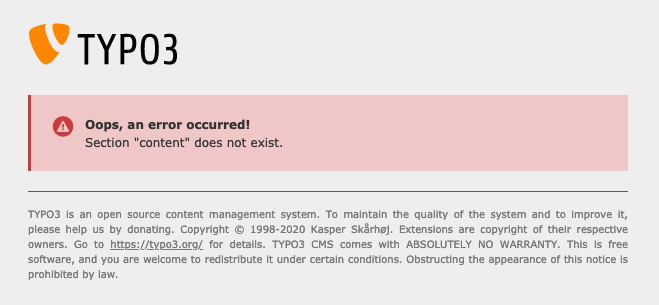 TYPO3
Oops, an error occurred!
Section "content" does not exist.
TYPO3 is an open source content management system. To maintain the quality of the system and to improve it,
please help us by donating. Copyright © 1998-2020 Kasper Skårhøj. Extensions are copyright of their respective
owners. Go to https://typo3.org/ for details. TYPO3 CMS comes with ABSOLUTELY NO WARRANTY. This is free
software, and you are welcome to redistribute it under certain conditions. Obstructing the appearance of this notice is
prohibited by law.